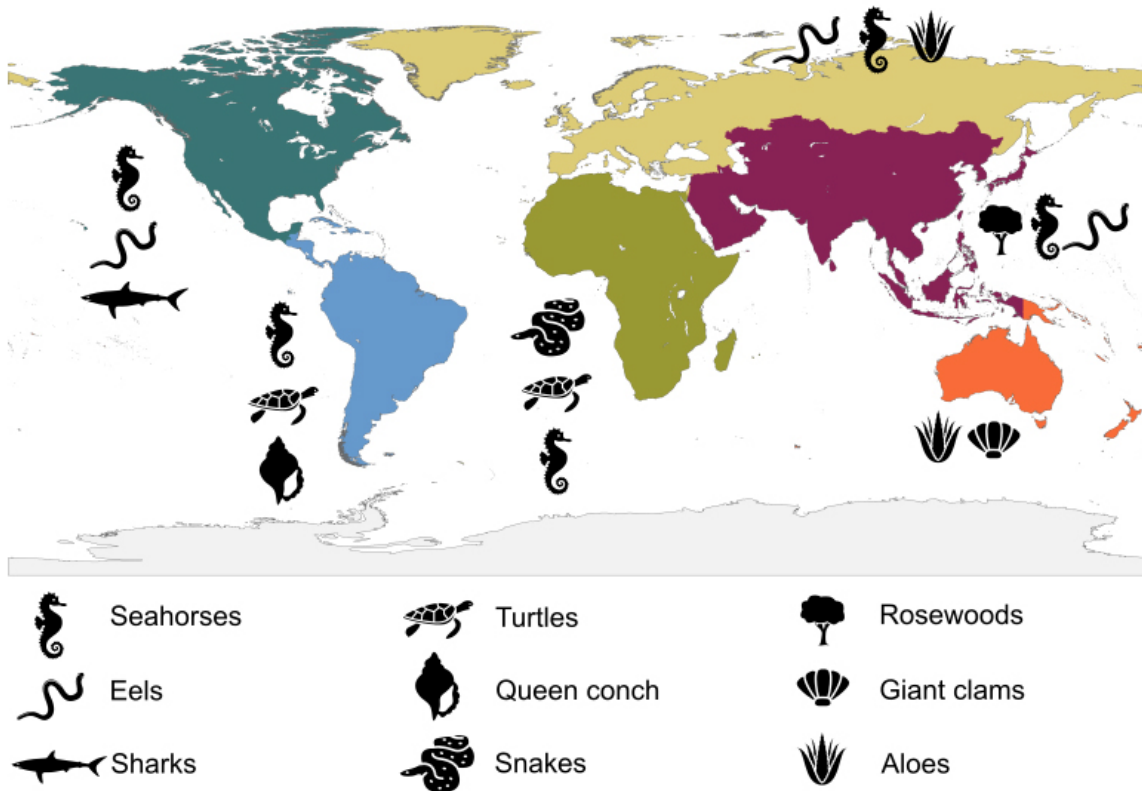 Seahorses
Turtles
Rosewoods
Eels
Queen conch
Giant clams
Sharks
Snakes
Aloes